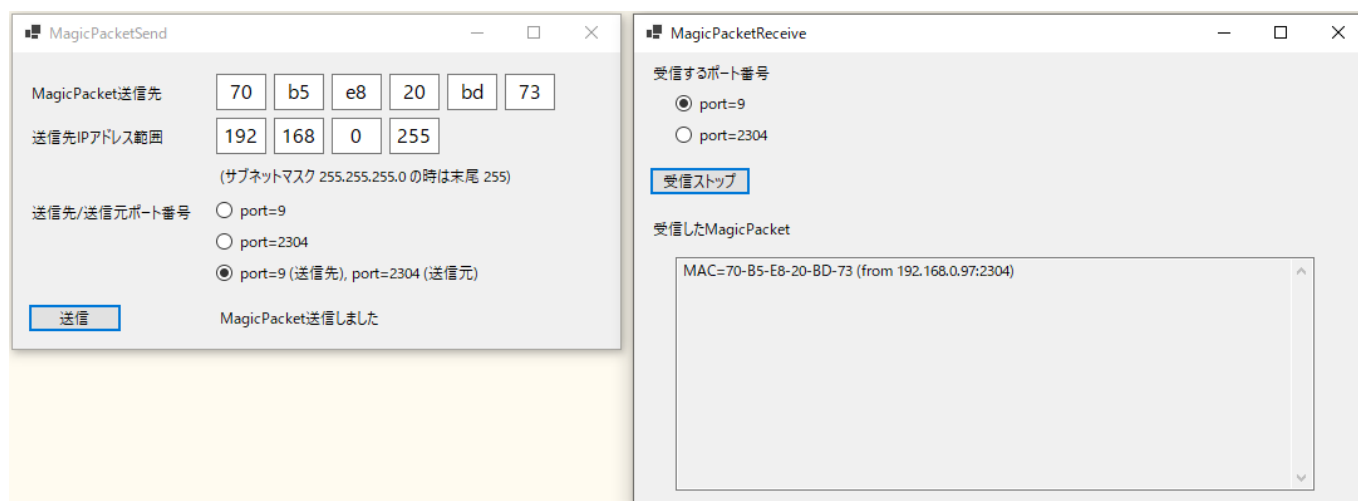 MagicPacketSend
MagicPacket送信先 70 b5 e8 20 bd 73
送信先IPアドレス範囲 192 168 0 255
(サブネットマスク 255.255.255.0 の時は末尾 255)
送信先/送信元ポート番号 port=9
port=2304
port=9 (送信先), port=2304 (送信元)
送信 MagicPacket送信しました
MagicPacketReceive
受信するポート番号
port=9
port=2304
受信ストップ
受信したMagicPacket
MAC=70-B5-E8-20-BD-73 (from 192.168.0.97:2304)